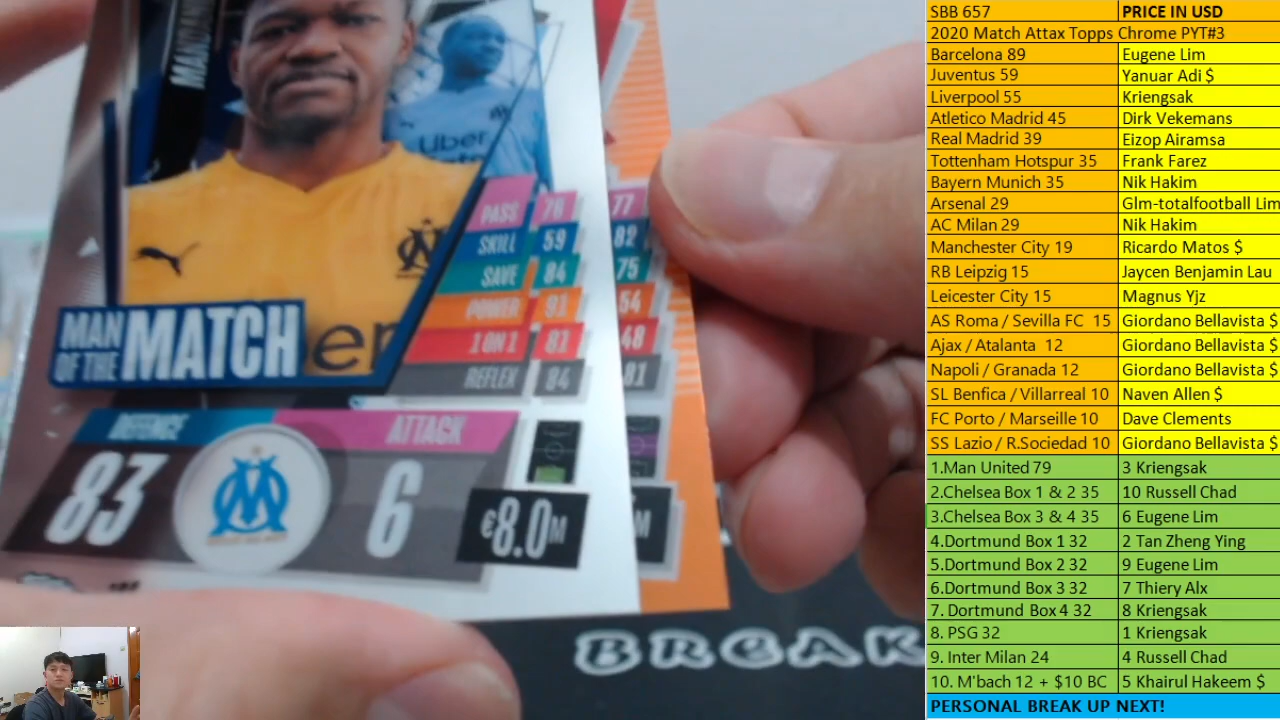 MANDANDA
Uber
PASS 78 77
SKILL 59 82
SAVE 84 75
POWER 91 54
1 ON 1 81 48
REFLEX 84 81
er
MAN OF THE MATCH
DEFENCE ATTACK
83 6
€8.0M M
BREAK
SBB 657 PRICE IN USD
2020 Match Attax Topps Chrome PYT#3
Barcelona 89 Eugene Lim
Juventus 59 Yanuar Adi $
Liverpool 55 Kriengsak
Atletico Madrid 45 Dirk Vekemans
Real Madrid 39 Eizop Airamsa
Tottenham Hotspur 35 Frank Farez
Bayern Munich 35 Nik Hakim
Arsenal 29 Glm-totalfootball Lim
AC Milan 29 Nik Hakim
Manchester City 19 Ricardo Matos $
RB Leipzig 15 Jaycen Benjamin Lau
Leicester City 15 Magnus Yjz
AS Roma / Sevilla FC 15 Giordano Bellavista $
Ajax / Atalanta 12 Giordano Bellavista $
Napoli / Granada 12 Giordano Bellavista $
SL Benfica / Villarreal 10 Naven Allen $
FC Porto / Marseille 10 Dave Clements
SS Lazio / R.Sociedad 10 Giordano Bellavista $
1.Man United 79 3 Kriengsak
2.Chelsea Box 1 & 2 35 10 Russell Chad
3.Chelsea Box 3 & 4 35 6 Eugene Lim
4.Dortmund Box 1 32 2 Tan Zheng Ying
5.Dortmund Box 2 32 9 Eugene Lim
6.Dortmund Box 3 32 7 Thiery Alx
7. Dortmund Box 4 32 8 Kriengsak
8. PSG 32 1 Kriengsak
9. Inter Milan 24 4 Russell Chad
10. M'bach 12 + $10 BC 5 Khairul Hakeem $
PERSONAL BREAK UP NEXT!